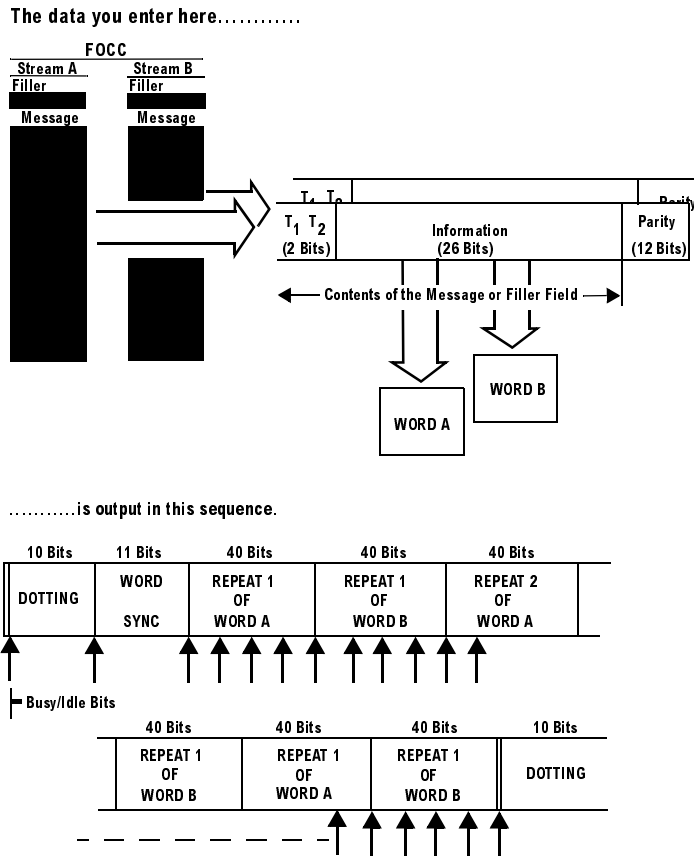 The data you enter here............
FOCC
Stream A Stream B
Filler Filler
Message Message
T1 T2 Parity
T1 T2 Information Parity
(2 Bits) (26 Bits) (12 Bits)
Contents of the Message or Filler Field
WORD B
WORD A
...........is output in this sequence.
10 Bits 11 Bits 40 Bits 40 Bits 40 Bits
DOTTING
WORD
SYNC
REPEAT 1
OF
WORD A
REPEAT 1
OF
WORD B
REPEAT 2
OF
WORD A
Busy/Idle Bits
40 Bits 40 Bits 40 Bits 10 Bits
REPEAT 1
OF
WORD B
REPEAT 1
OF
WORD A
REPEAT 1
OF
WORD B
DOTTING